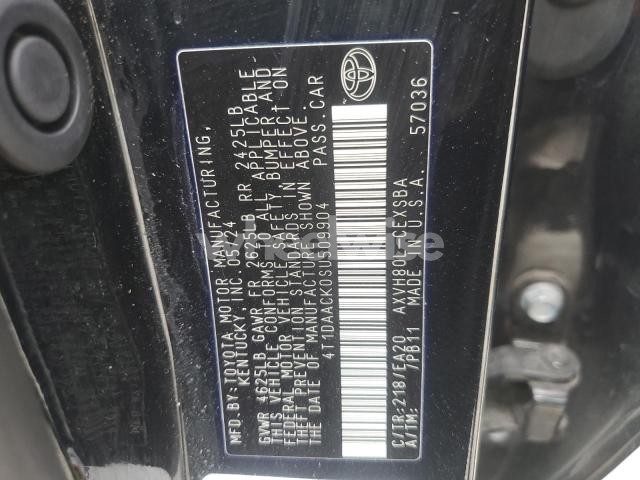 MFD.BY:TOYOTA MOTOR MANUFACTURING,
KENTUCKY, INC. 05/24
GVWR 4625LB GAWR FR 2625LB RR 2425LB
THIS VEHICLE CONFORMS TO ALL APPLICABLE
FEDERAL MOTOR VEHICLE SAFETY, BUMPER AND
THEFT PREVENTION STANDARDS IN EFFECT ON
THE DATE OF MANUFACTURE SHOWN ABOVE.
4T1DAACK0SU509904 PASS.CAR
C/TR:218/EA20 AXVH80L-CEXSBA
A/TM: /PB11 MADE IN U.S.A. 57036